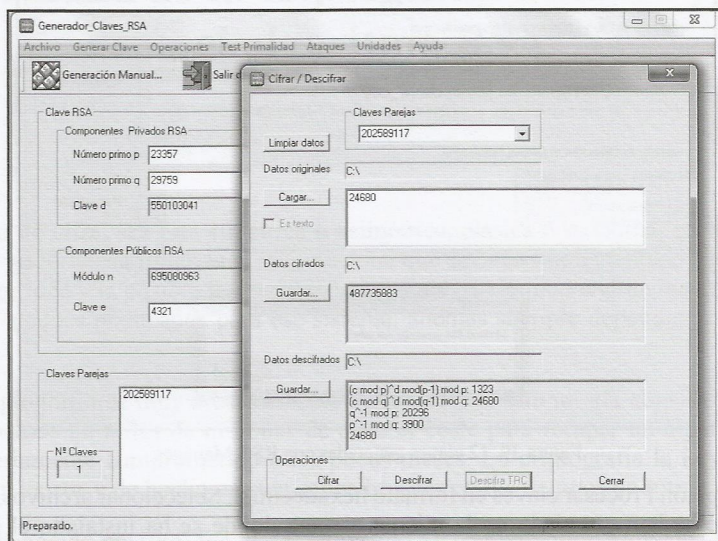 Generador_Claves_RSA
Archivo Generar Clave Operaciones Test Primalidad Ataques Unidades Ayuda
Generación Manual... Salir d
Clave RSA
Componentes Privados RSA
Número primo p 23357
Número primo q 29759
Clave d 550103041
Componentes Públicos RSA
Módulo n 695080963
Clave e 4321
Claves Parejas
202589117
Nº Claves
1
Preparado.
Cifrar / Descifrar
Claves Parejas
Limpiar datos 202589117
Datos originales C:\
Cargar... 24680
Es texto
Datos cifrados C:\
Guardar... 487735883
Datos descifrados C:\
Guardar... (c mod p)^d mod(p-1) mod p: 1323
(c mod q)^d mod(q-1) mod q: 24680
q^-1 mod p: 20296
p^-1 mod q: 3900
24680
Operaciones
Cifrar Descifrar Descifra TRC Cerrar